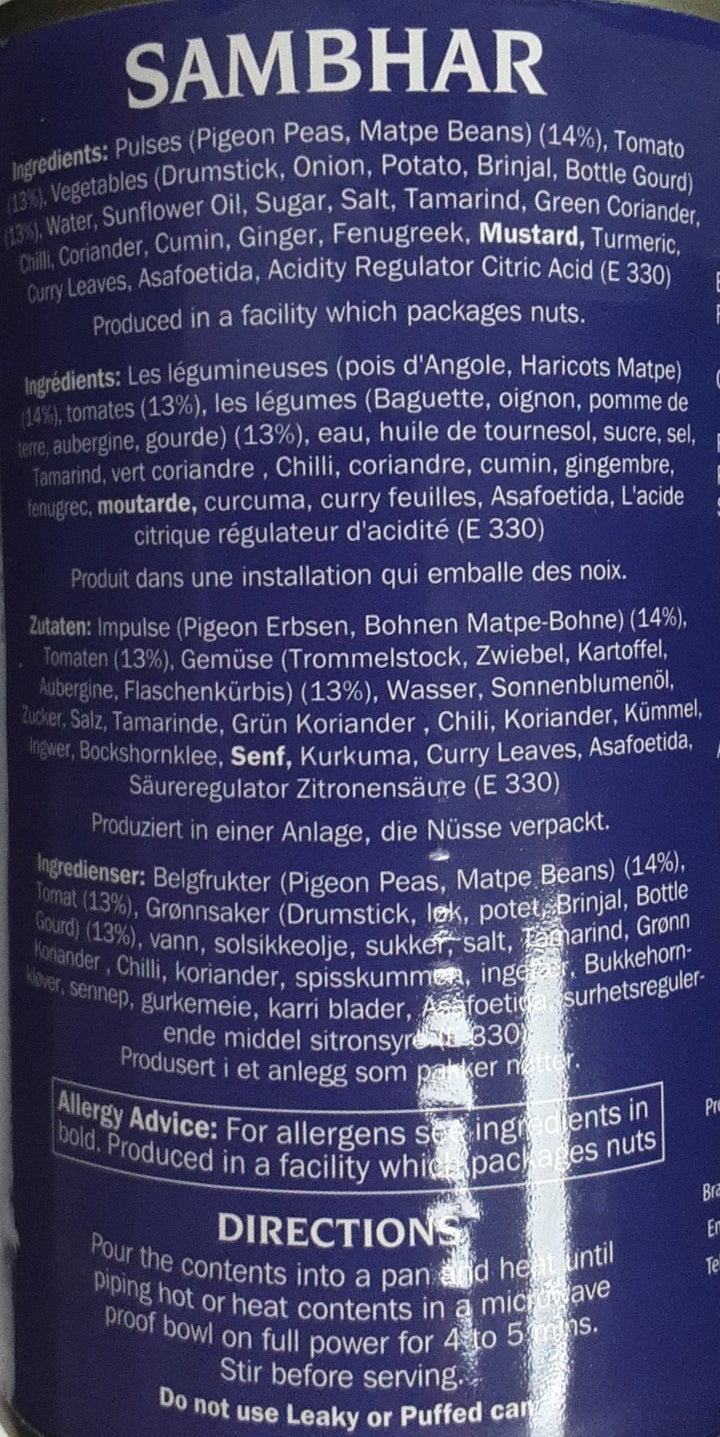 SAMBHAR
Ingredients: Pulses (Pigeon Peas, Matpe Beans) (14%), Tomato
(13%), Vegetables (Drumstick, Onion, Potato, Brinjal, Bottle Gourd)
(13%), Water, Sunflower Oil, Sugar, Salt, Tamarind, Green Coriander,
Chilli, Coriander, Cumin, Ginger, Fenugreek, Mustard, Turmeric,
Curry Leaves, Asafoetida, Acidity Regulator Citric Acid (E 330)
Produced in a facility which packages nuts.
Ingrédients: Les légumineuses (pois d'Angole, Haricots Matpe)
(14%), tomates (13%), les légumes (Baguette, oignon, pomme de
terre, aubergine, gourde) (13%), eau, huile de tournesol, sucre, sel,
Tamarind, vert coriandre , Chilli, coriandre, cumin, gingembre,
fenugrec, moutarde, curcuma, curry feuilles, Asafoetida, L'acide
citrique régulateur d'acidité (E 330)
Produit dans une installation qui emballe des noix.
Zutaten: Impulse (Pigeon Erbsen, Bohnen Matpe-Bohne) (14%),
Tomaten (13%), Gemüse (Trommelstock, Zwiebel, Kartoffel,
Aubergine, Flaschenkürbis) (13%), Wasser, Sonnenblumenöl,
Zucker, Salz, Tamarinde, Grün Koriander , Chili, Koriander, Kümmel,
Ingwer, Bockshornklee, Senf, Kurkuma, Curry Leaves, Asafoetida,
Säureregulator Zitronensäure (E 330)
Produziert in einer Anlage, die Nüsse verpackt.
Ingredienser: Belgfrukter (Pigeon Peas, Matpe Beans) (14%),
Tomat (13%), Grønnsaker (Drumstick, løk, potet, Brinjal, Bottle
Gourd) (13%), vann, solsikkeolje, sukker, salt, Tamarind, Grønn
Koriander , Chilli, koriander, spisskummen, ingefær, Bukkehorn-
kløver, sennep, gurkemeie, karri blader, Asafoetida, surhetsreguler-
ende middel sitronsyre (E 330)
Produsert i et anlegg som pakker nøtter.
Allergy Advice: For allergens see ingredients in
bold. Produced in a facility which packages nuts
DIRECTIONS
Pour the contents into a pan and heat until
piping hot or heat contents in a microwave
proof bowl on full power for 4 to 5 mins.
Stir before serving.
Do not use Leaky or Puffed can